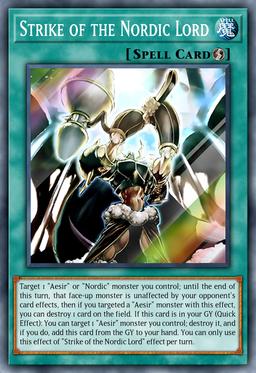 STRIKE OF THE NORDIC LORD
[SPELL CARD]
Target 1 "Aesir" or "Nordic" monster you control; until the end
of this turn, that face-up monster is unaffected by your opponent's
card effects, then if you targeted a "Aesir" monster with this effect,
you can destroy 1 card on the field. If this card is in your GY (Quick
Effect): You can target 1 "Aesir" monster you control; destroy it, and
if you do, add this card from the GY to your hand. You can only use
this effect of "Strike of the Nordic Lord" effect per turn.